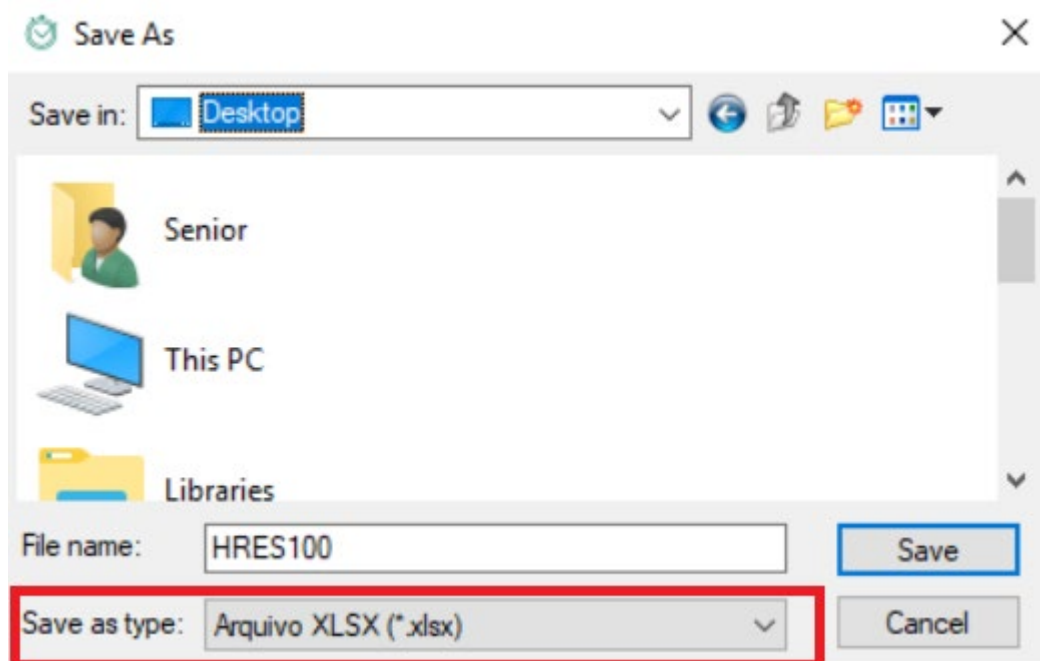 Save As
Save in: Desktop
Senior
This PC
Libraries
File name: HRES100 Save
Save as type: Arquivo XLSX (*.xlsx) Cancel